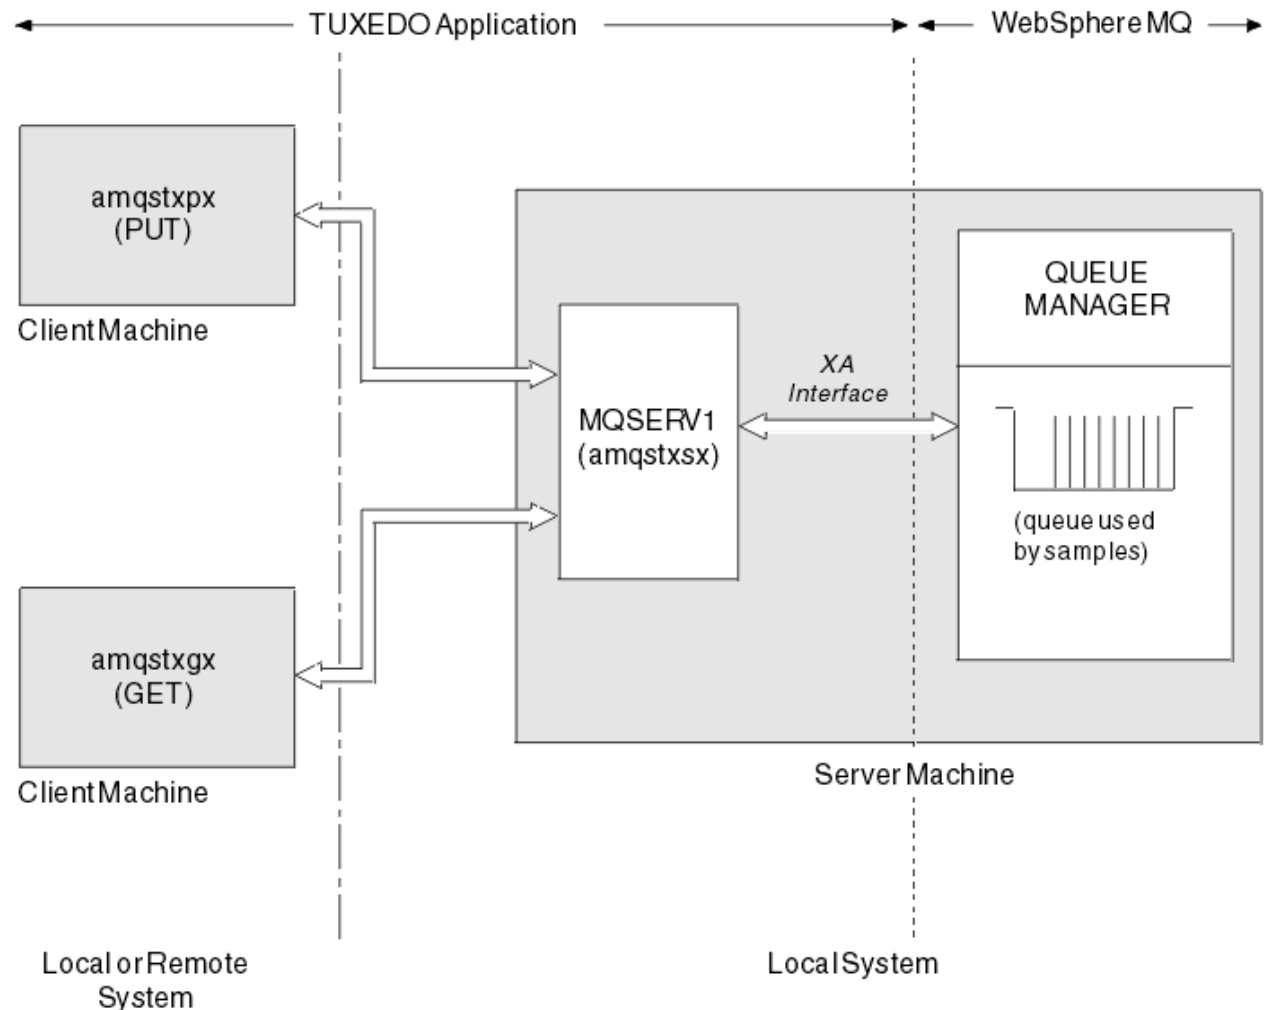 TUXEDO Application
WebSphere MQ
amqstxpx
(PUT)
Client Machine
QUEUE
MANAGER
XA
Interface
MQSERV1
(amqstxsx)
(queue used
by samples)
amqstxgx
(GET)
Client Machine
Server Machine
Local or Remote
System
Local System